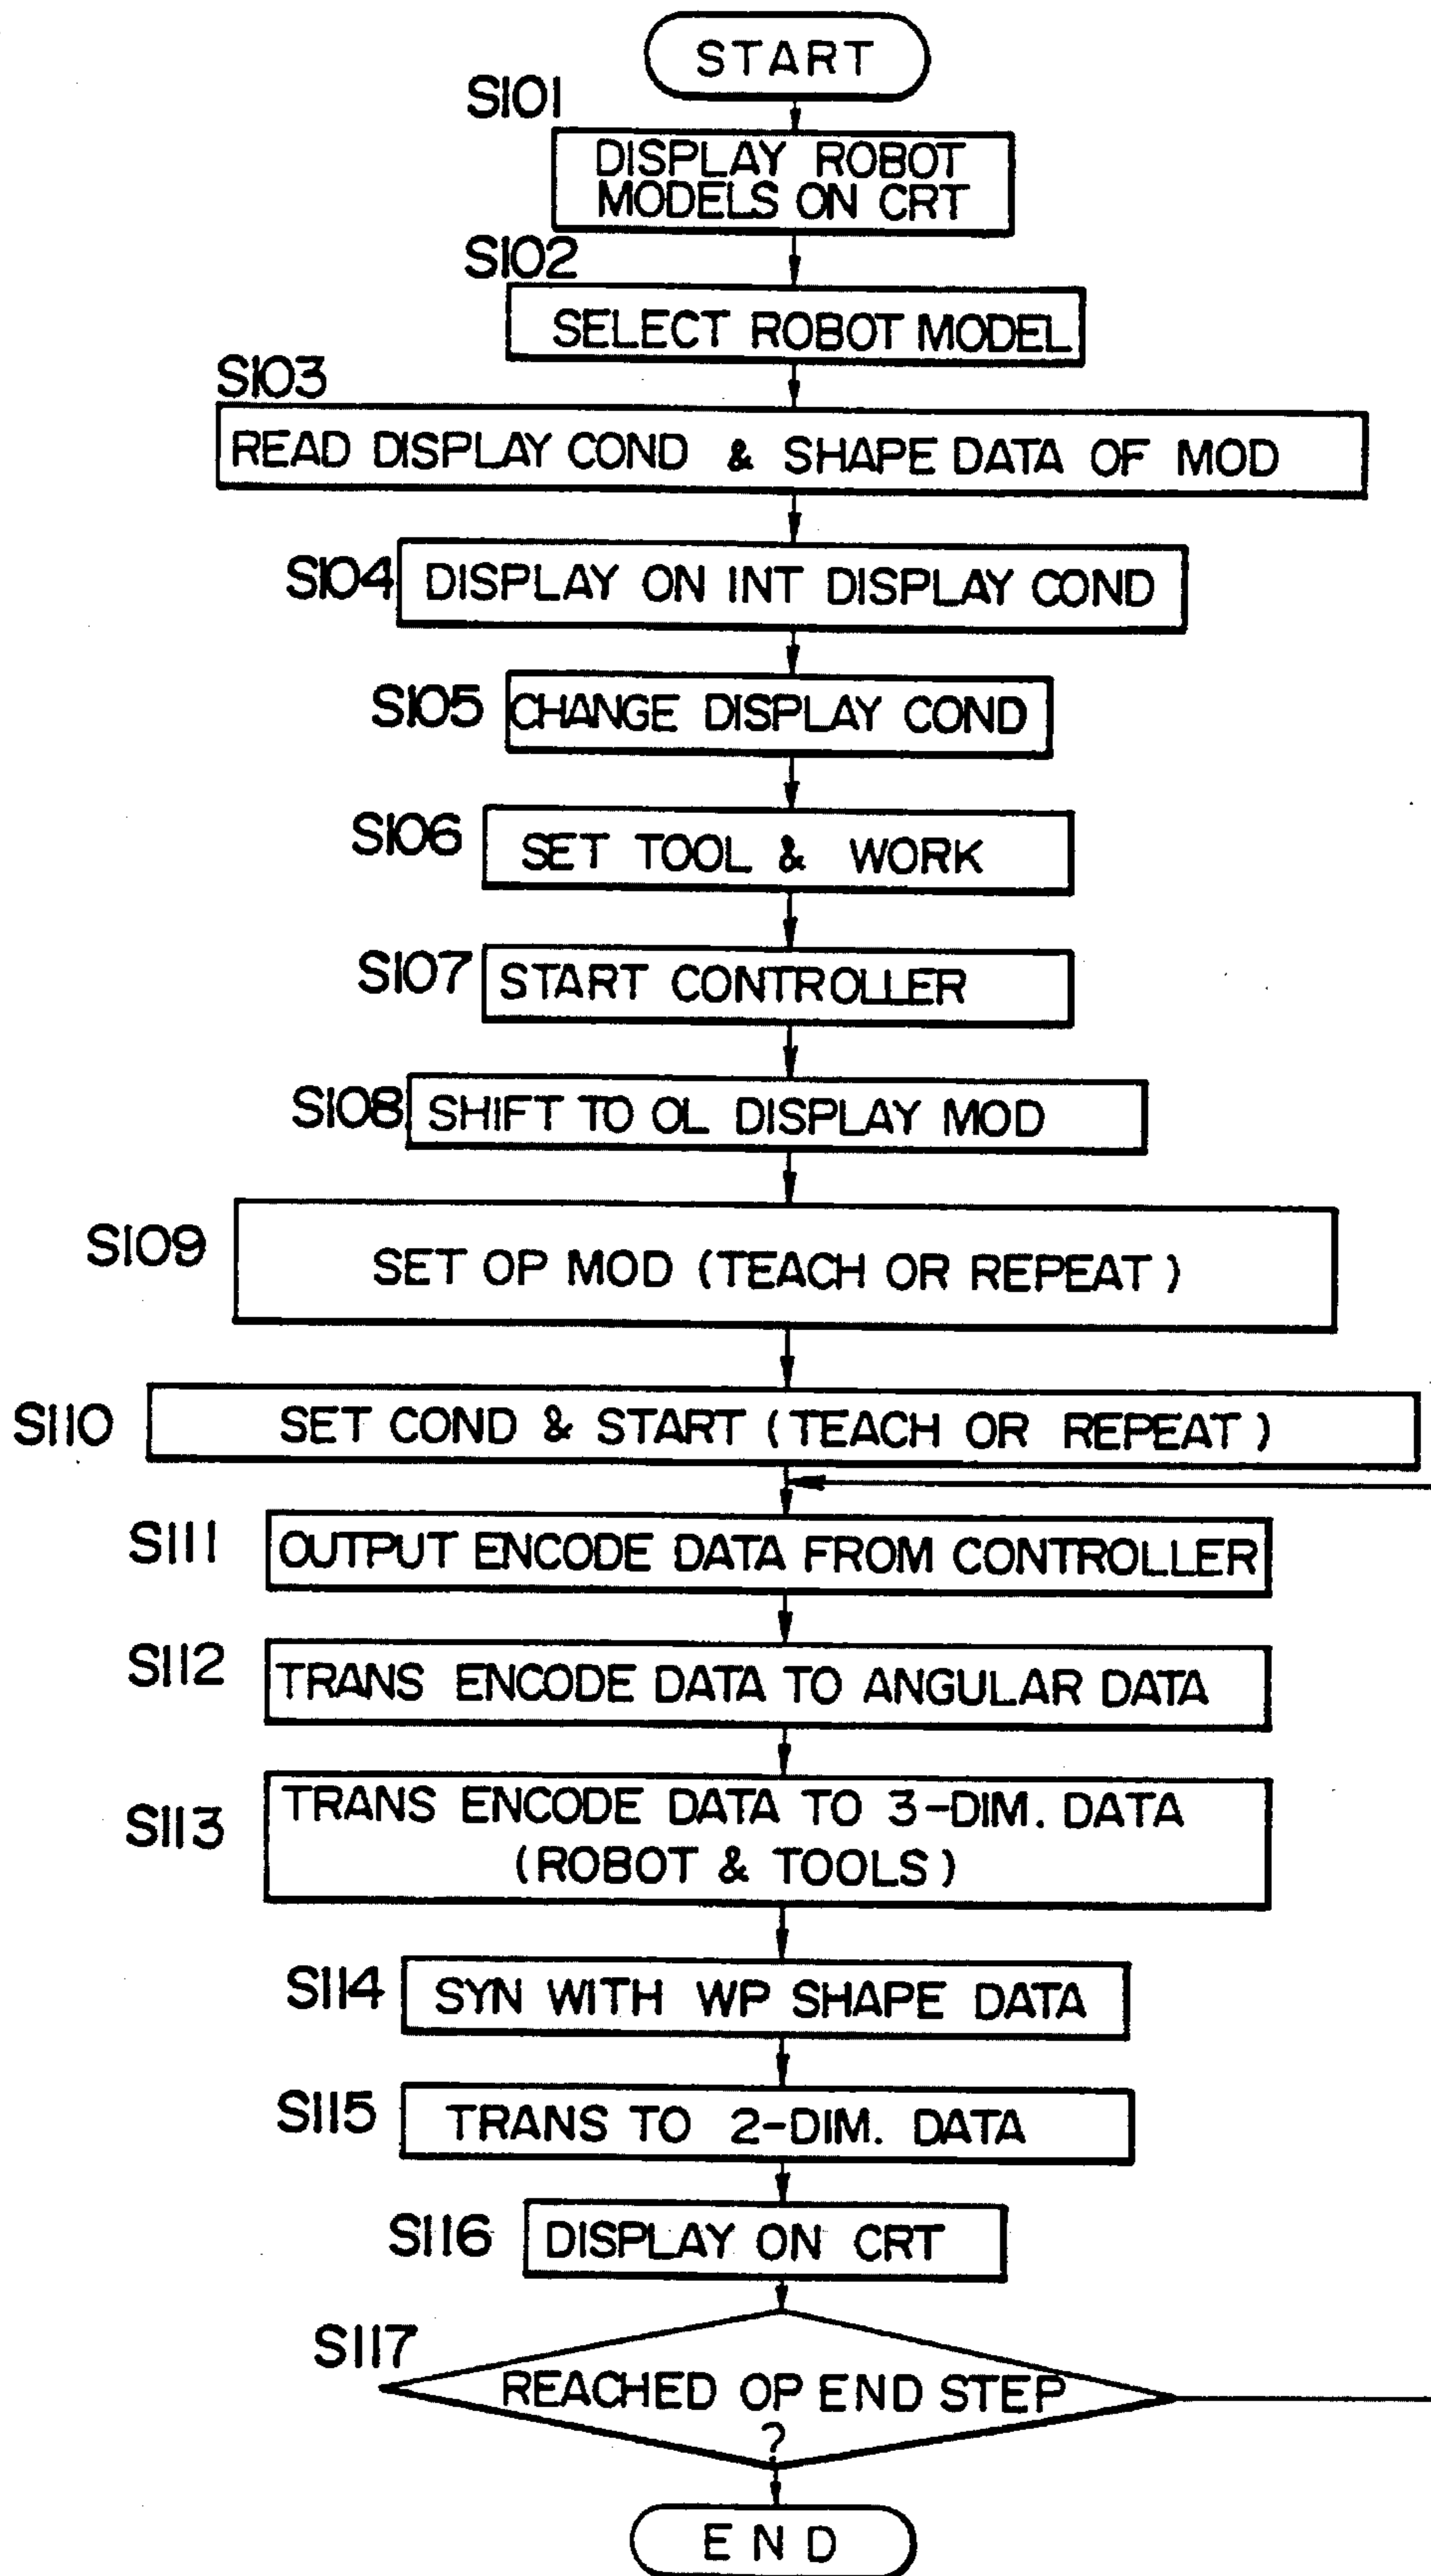 START
S101
DISPLAY ROBOT
MODELS ON CRT
S102
SELECT ROBOT MODEL
S103
READ DISPLAY COND & SHAPE DATA OF MOD
S104
DISPLAY ON INT DISPLAY COND
S105
CHANGE DISPLAY COND
S106
SET TOOL & WORK
S107
START CONTROLLER
S108
SHIFT TO OL DISPLAY MOD
S109
SET OP MOD (TEACH OR REPEAT)
S110
SET COND & START (TEACH OR REPEAT)
S111
OUTPUT ENCODE DATA FROM CONTROLLER
S112
TRANS ENCODE DATA TO ANGULAR DATA
S113
TRANS ENCODE DATA TO 3-DIM. DATA
(ROBOT & TOOLS)
S114
SYN WITH WP SHAPE DATA
S115
TRANS TO 2-DIM. DATA
S116
DISPLAY ON CRT
S117
REACHED OP END STEP
?
END